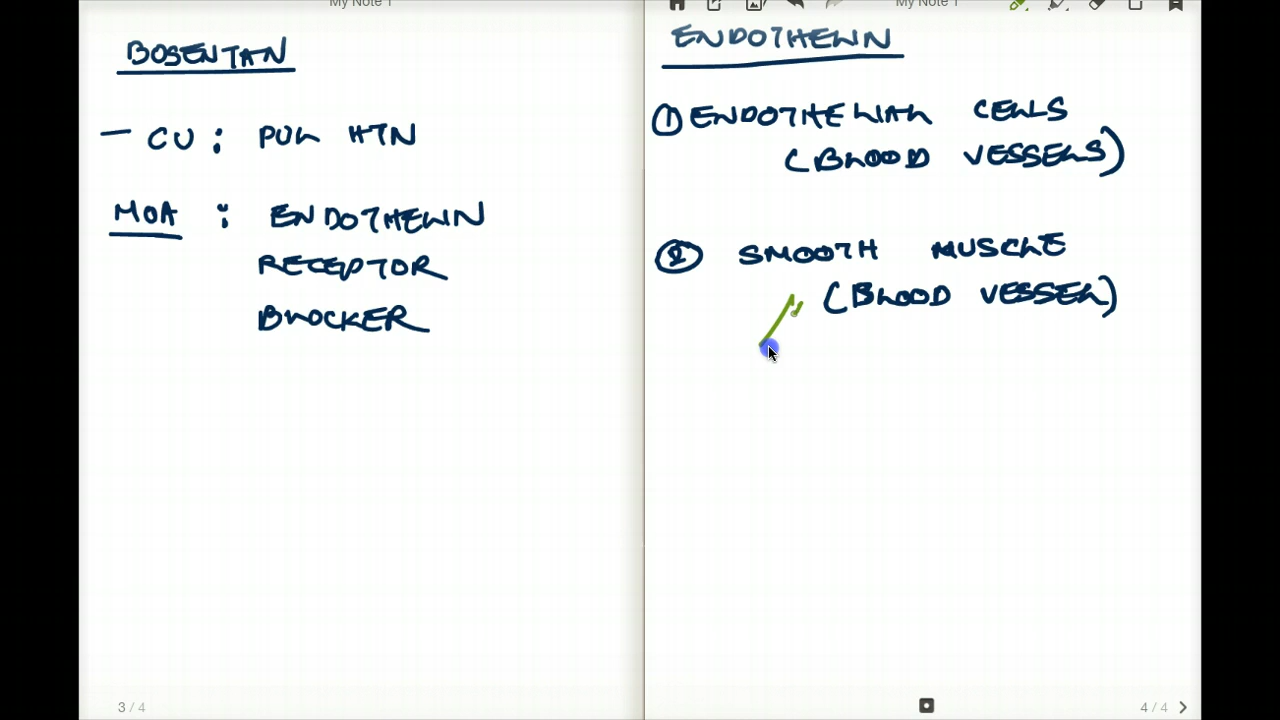 My Note 1
BOSENTAN
— CU : PUL HTN
MOA : ENDOTHELIN
RECEPTOR
BLOCKER
3 / 4
My Note 1
ENDOTHELIN
① ENDOTHELIAL CELLS
(BLOOD VESSELS)
② SMOOTH MUSCLE
(BLOOD VESSEL)
4 / 4